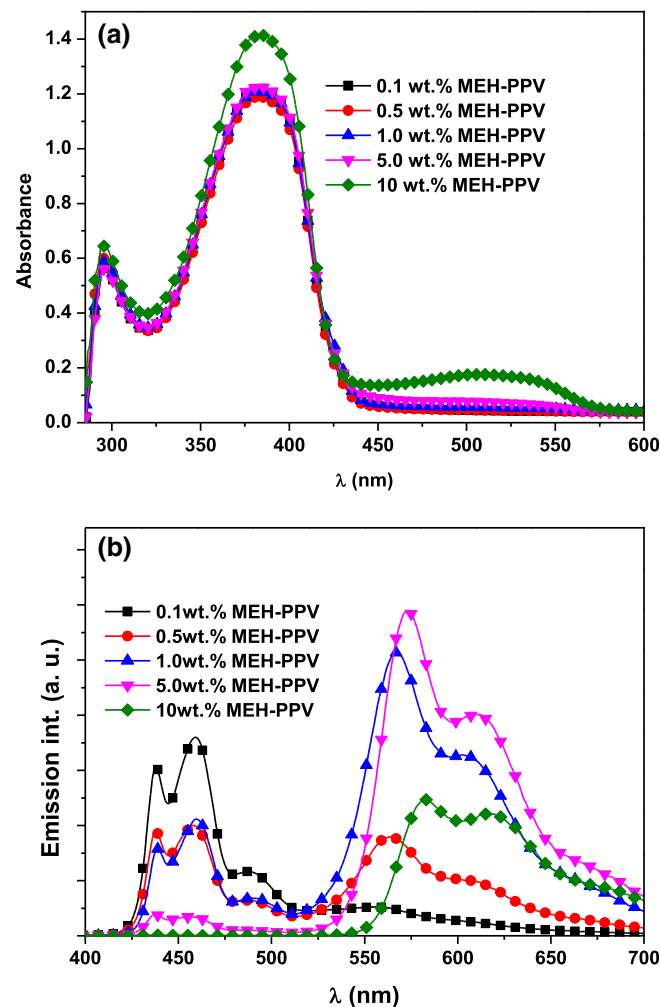 (a)
1.4
1.2
1.0
0.8
0.6
0.4
0.2
0.0
Absorbance
0.1 wt.% MEH-PPV
0.5 wt.% MEH-PPV
1.0 wt.% MEH-PPV
5.0 wt.% MEH-PPV
10 wt.% MEH-PPV
300 350 400 450 500 550 600
λ (nm)
(b)
Emission int. (a. u.)
0.1wt.% MEH-PPV
0.5wt.% MEH-PPV
1.0wt.% MEH-PPV
5.0wt.% MEH-PPV
10wt.% MEH-PPV
400 450 500 550 600 650 700
λ (nm)